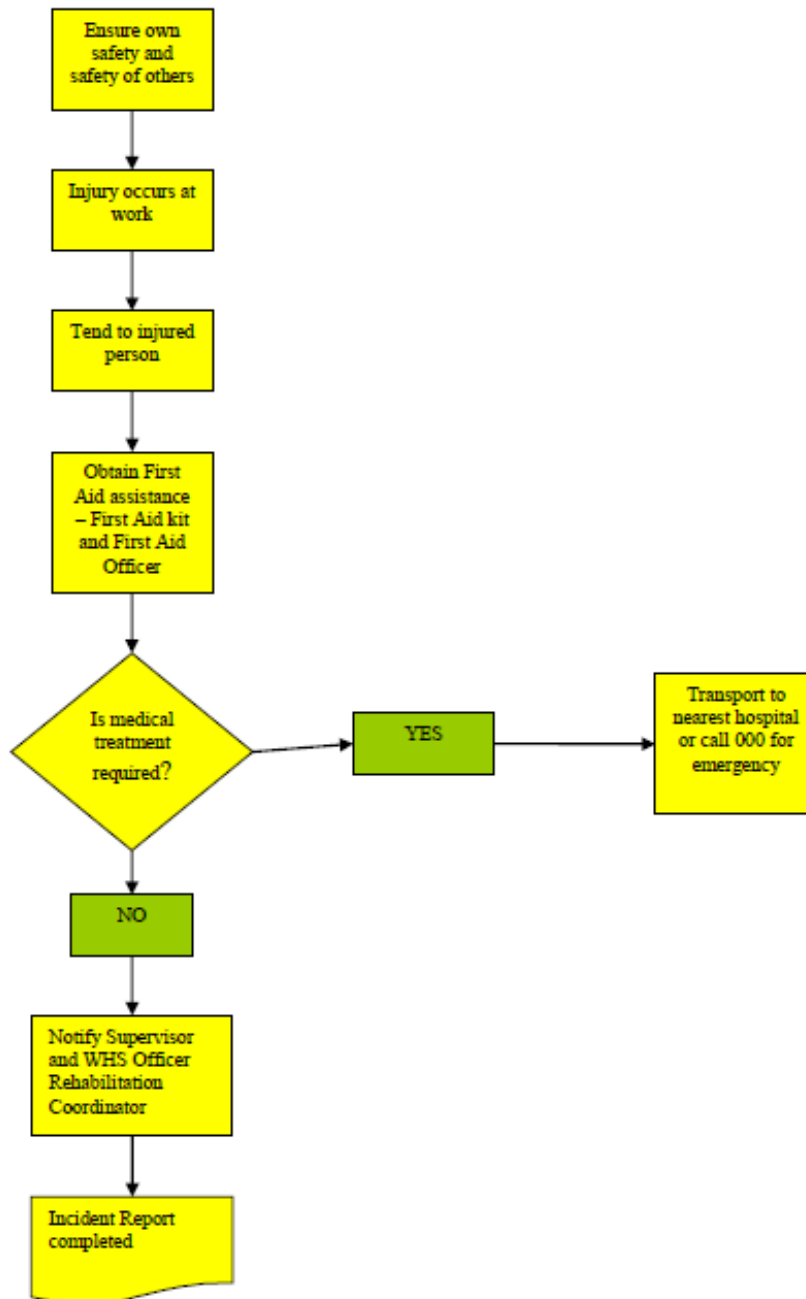 Ensure own
safety and
safety of others
Injury occurs at
work
Tend to injured
person
Obtain First
Aid assistance
– First Aid kit
and First Aid
Officer
Is medical
treatment
required?
YES
Transport to
nearest hospital
or call 000 for
emergency
NO
Notify Supervisor
and WHS Officer
Rehabilitation
Coordinator
Incident Report
completed